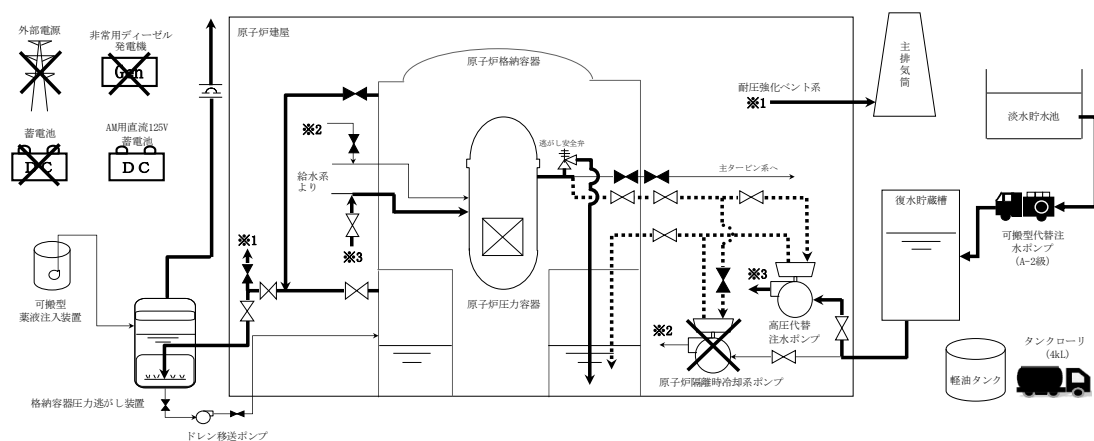 外部電源
非常用ディーゼル
発電機
Gen
蓄電池
DC
AM用直流125V
蓄電池
DC
可搬型
薬液注入装置
格納容器圧力逃がし装置
ドレン移送ポンプ
原子炉建屋
原子炉格納容器
※2
給水系
より
※3
※1
逃がし安全弁
主タービン系へ
原子炉圧力容器
※3
高圧代替
注水ポンプ
※2
原子炉隔離時冷却系ポンプ
耐圧強化ベント系
※1
主排気筒
淡水貯水池
復水貯蔵槽
可搬型代替注
水ポンプ
(A-2級)
軽油タンク
タンクローリ
(4kL)